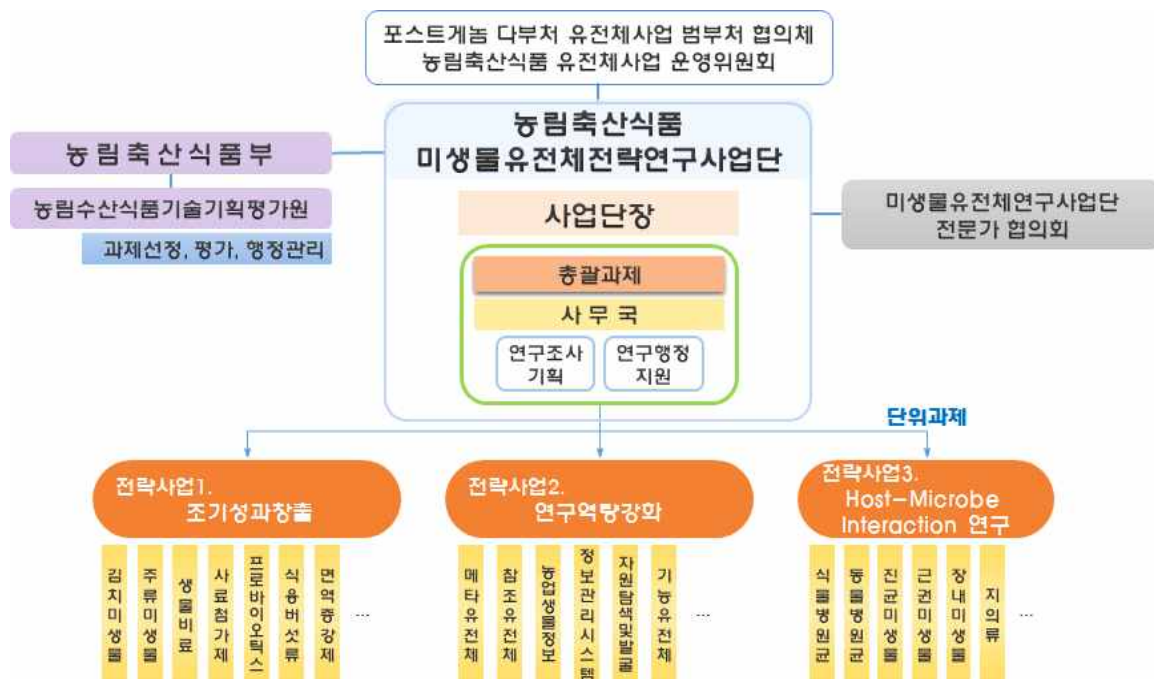 포스트게놈 다부처 유전체사업 범부처 협의체
농림축산식품 유전체사업 운영위원회
농림축산식품
미생물유전체전략연구사업단
농림축산식품부
농림수산식품기술기획평가원
과제선정, 평가, 행정관리
사업단장
미생물유전체연구사업단
전문가 협의회
총괄과제
사무국
연구조사
기획
연구행정
지원
단위과제
전략사업1.
조기성과창출
전략사업2.
연구역량강화
전략사업3.
Host-Microbe
Interaction 연구
김치미생물
주류미생물
생물비료
사료첨가제
프로바이오틱스
식용버섯류
면역증강제
...
메타유전체
참조유전체
농업생물정보
정보관리시스템
자원탐색및발굴
기능유전체
...
식물병원균
동물병원균
진균미생물
근권미생물
장내미생물
지의류
...